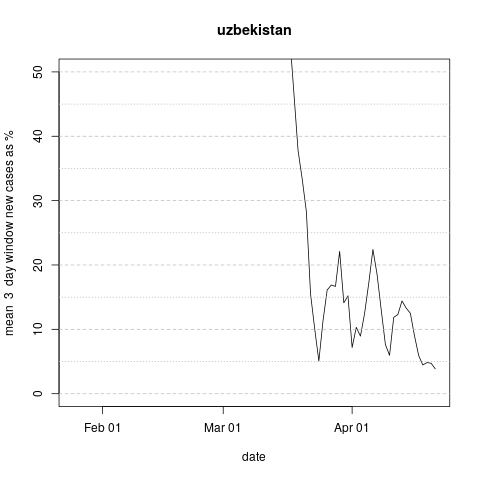 uzbekistan
mean  3  day window new cases as %
50
40
30
20
10
0
Feb 01
Mar 01
Apr 01
date